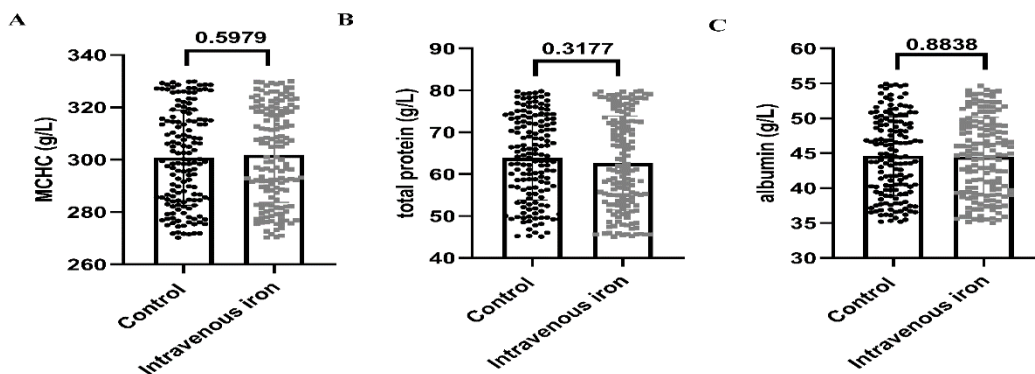 A
0.5979
MCHC (g/L)
340
320
300
280
260
Control
Intravenous iron
B
0.3177
total protein (g/L)
90
80
70
60
50
40
Control
Intravenous iron
C
0.8838
albumin (g/L)
60
55
50
45
40
35
30
Control
Intravenous iron